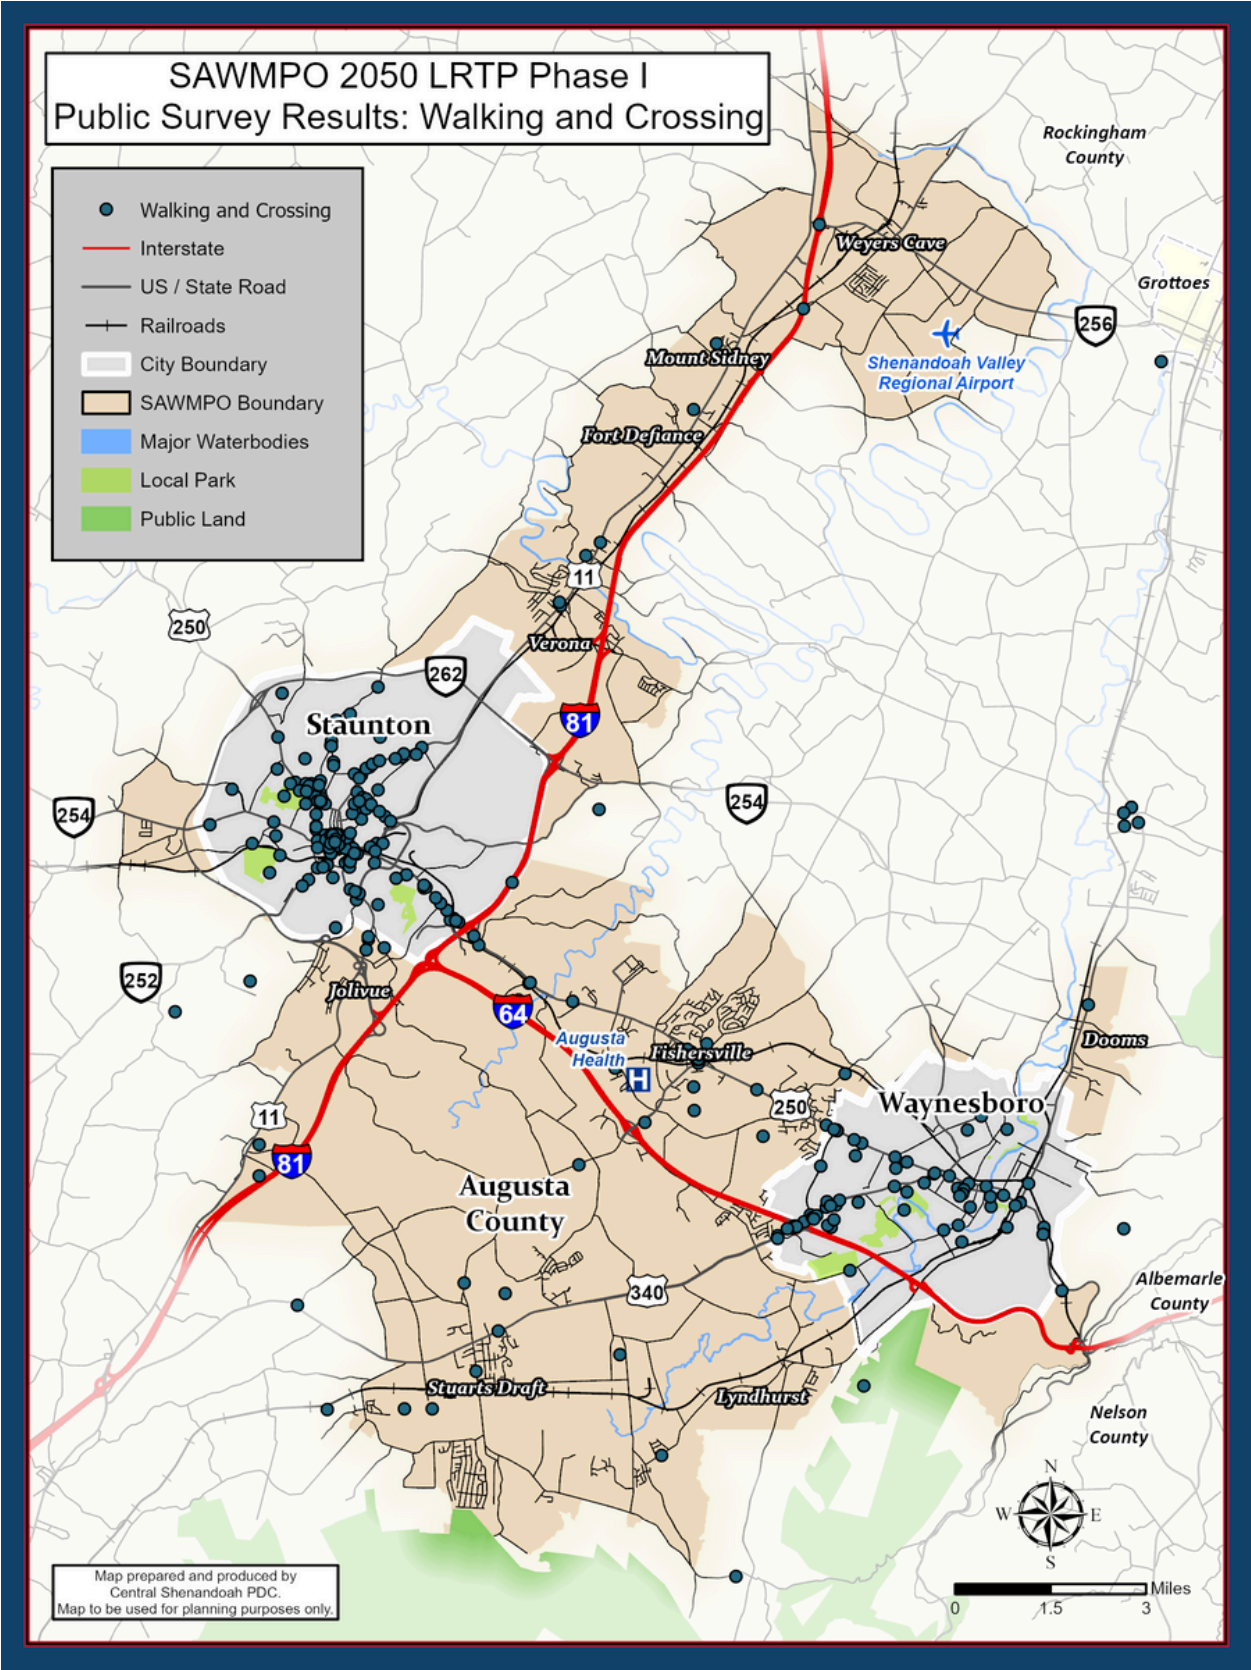 SAWMPO 2050 LRTP Phase I
Public Survey Results: Walking and Crossing
Walking and Crossing
Interstate
US / State Road
Railroads
City Boundary
SAWMPO Boundary
Major Waterbodies
Local Park
Public Land
Rockingham
County
Weyers Cave
Grottoes
256
Mount Sidney
Shenandoah Valley
Regional Airport
Fort Defiance
11
250
Verona
262
Staunton
81
254
254
252
Jolivue
64
Augusta
Health
H
Fishersville
Dooms
250
Waynesboro
11
81
Augusta
County
340
Albemarle
County
Stuarts Draft
Lyndhurst
Nelson
County
N
W
E
S
Miles
0
1.5
3
Map prepared and produced by
Central Shenandoah PDC.
Map to be used for planning purposes only.